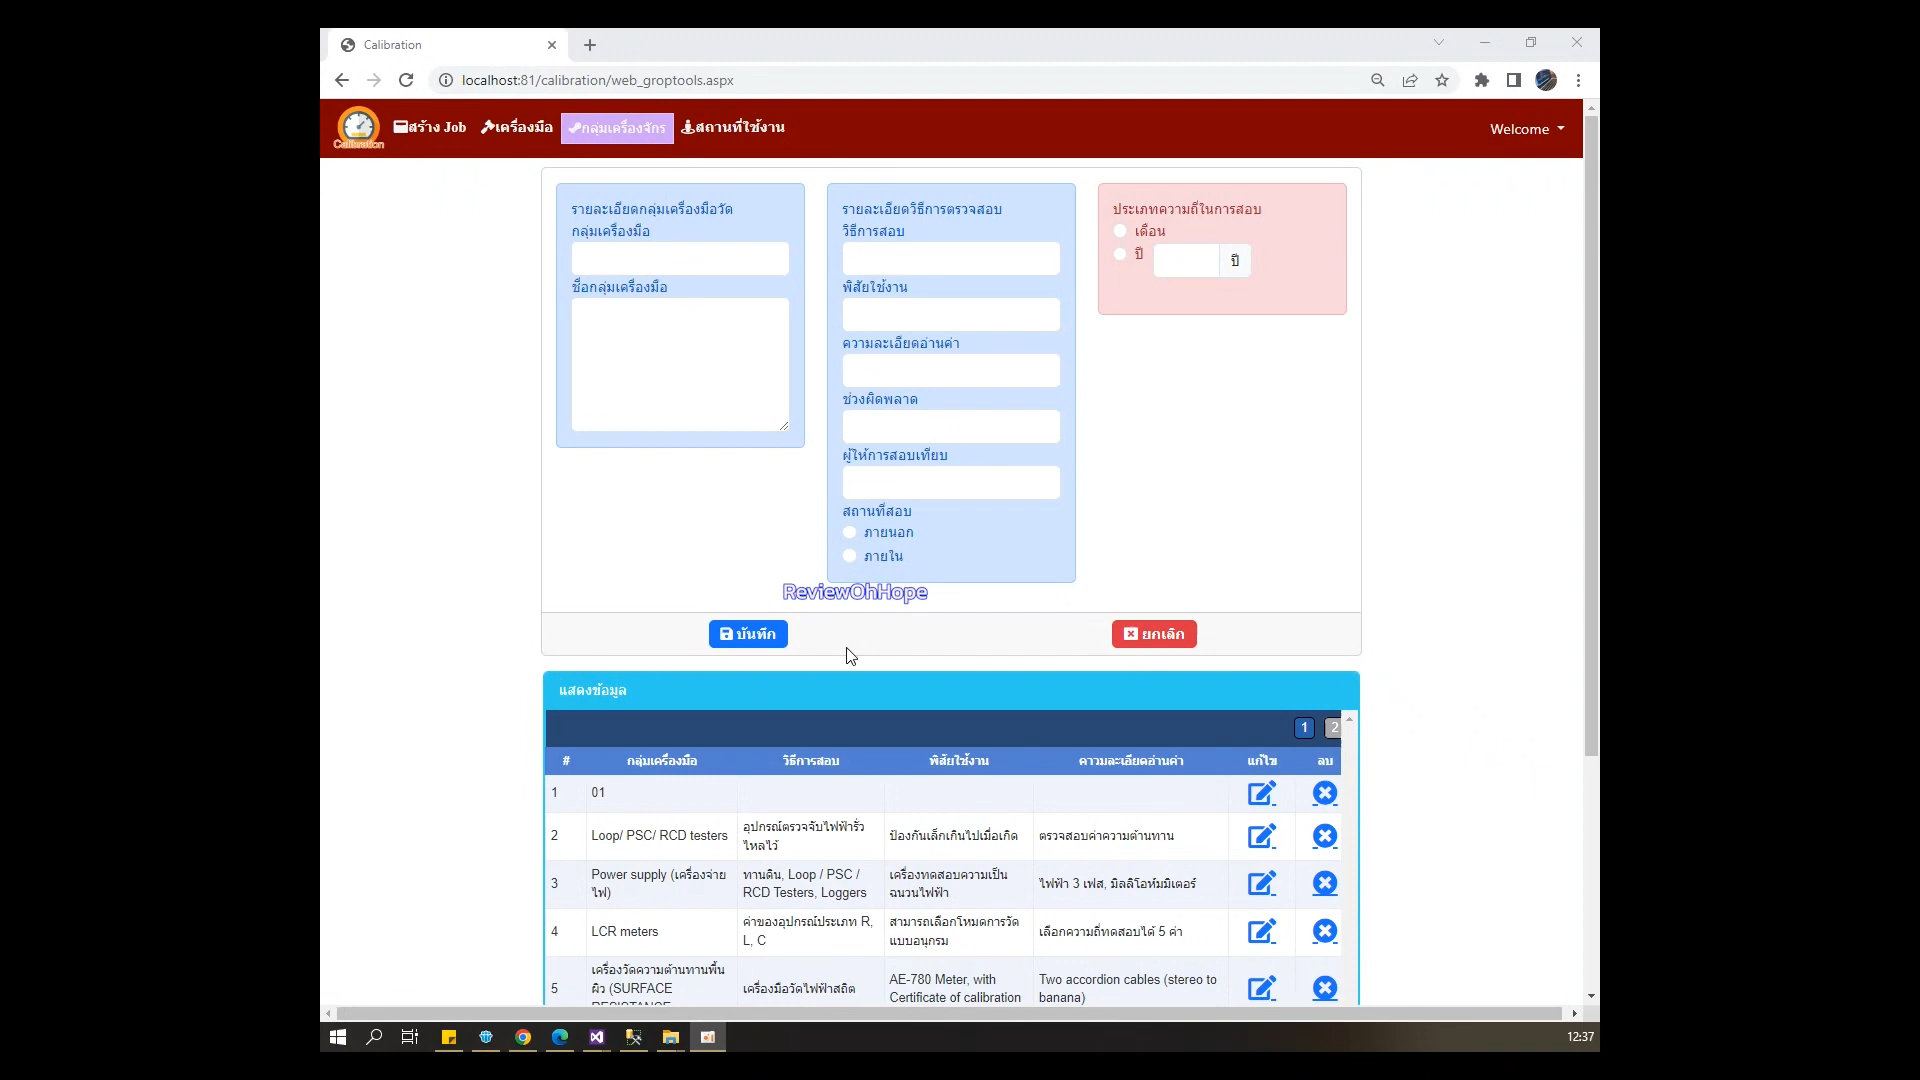 Calibration
localhost:81/calibration/web_groptools.aspx
Calibration
สร้าง Job
เครื่องมือ
กลุ่มเครื่องจักร
สถานที่ใช้งาน
Welcome
รายละเอียดกลุ่มเครื่องมือวัด
กลุ่มเครื่องมือ
ชื่อกลุ่มเครื่องมือ
รายละเอียดวิธีการตรวจสอบ
วิธีการสอบ
พิสัยใช้งาน
ความละเอียดอ่านค่า
ช่วงผิดพลาด
ผู้ให้การสอบเทียบ
สถานที่สอบ
ภายนอก
ภายใน
ประเภทความถี่ในการสอบ
เดือน
ปี
ปี
ReviewOhHope
บันทึก
ยกเลิก
แสดงข้อมูล
1 2
# กลุ่มเครื่องมือ วิธีการสอบ พิสัยใช้งาน คาวมละเอียดอ่านค่า แก้ไข ลบ
1 01
2 Loop/ PSC/ RCD testers
อุปกรณ์ตรวจจับไฟฟ้ารั่ว
ไหลไว้
ป้องกันเล็กเกินไปเมื่อเกิด
ตรวจสอบค่าความต้านทาน
3
Power supply (เครื่องจ่าย
ไฟ)
ทานดิน, Loop / PSC /
RCD Testers, Loggers
เครื่องทดสอบความเป็น
ฉนวนไฟฟ้า
ไฟฟ้า 3 เฟส, มิลลิโอห์มมิเตอร์
4 LCR meters
ค่าของอุปกรณ์ประเภท R,
L, C
สามารถเลือกโหมดการวัด
แบบอนุกรม
เลือกความถี่ทดสอบได้ 5 ค่า
5
เครื่องวัดความต้านทานพื้น
ผิว (SURFACE
RESISTANCE
เครื่องมือวัดไฟฟ้าสถิต
AE-780 Meter, with
Certificate of calibration
Two accordion cables (stereo to
banana)
12:37